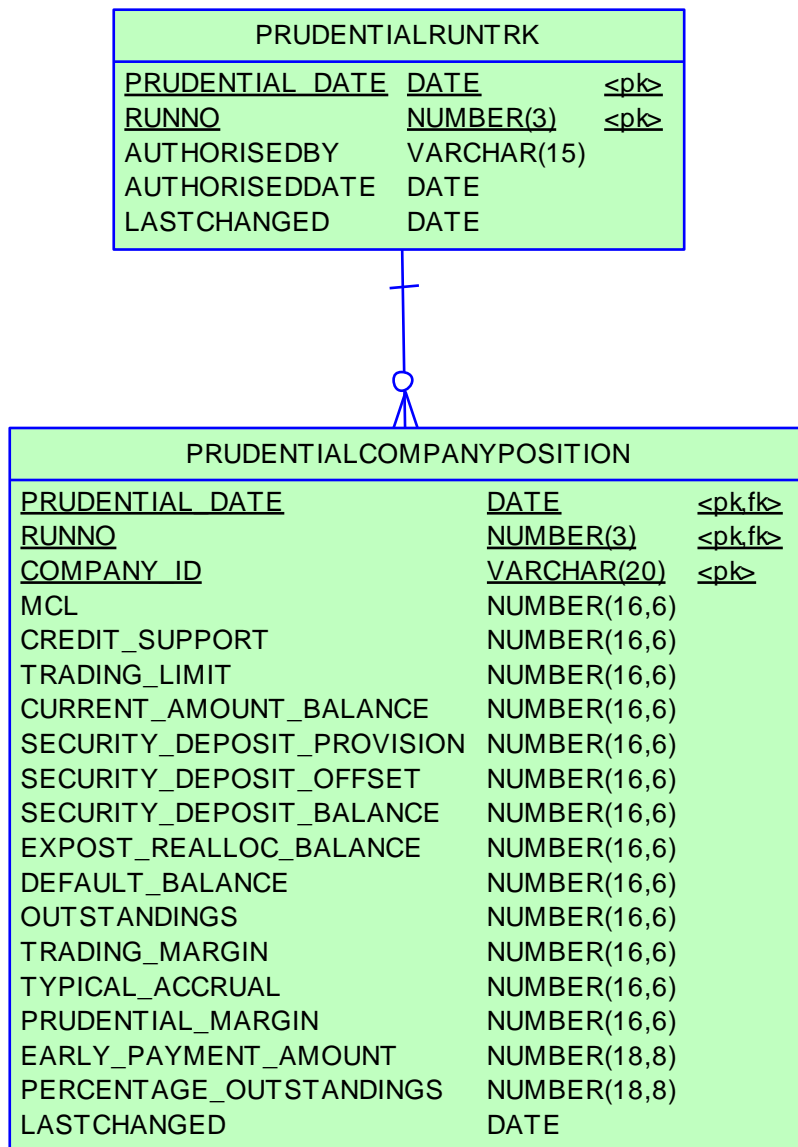 PRUDENTIALRUNTRK
PRUDENTIAL_DATE DATE <pk>
RUNNO NUMBER(3) <pk>
AUTHORISEDBY VARCHAR(15)
AUTHORISEDDATE DATE
LASTCHANGED DATE
PRUDENTIALCOMPANYPOSITION
PRUDENTIAL_DATE DATE <pk,fk>
RUNNO NUMBER(3) <pk,fk>
COMPANY_ID VARCHAR(20) <pk>
MCL NUMBER(16,6)
CREDIT_SUPPORT NUMBER(16,6)
TRADING_LIMIT NUMBER(16,6)
CURRENT_AMOUNT_BALANCE NUMBER(16,6)
SECURITY_DEPOSIT_PROVISION NUMBER(16,6)
SECURITY_DEPOSIT_OFFSET NUMBER(16,6)
SECURITY_DEPOSIT_BALANCE NUMBER(16,6)
EXPOST_REALLOC_BALANCE NUMBER(16,6)
DEFAULT_BALANCE NUMBER(16,6)
OUTSTANDINGS NUMBER(16,6)
TRADING_MARGIN NUMBER(16,6)
TYPICAL_ACCRUAL NUMBER(16,6)
PRUDENTIAL_MARGIN NUMBER(16,6)
EARLY_PAYMENT_AMOUNT NUMBER(18,8)
PERCENTAGE_OUTSTANDINGS NUMBER(18,8)
LASTCHANGED DATE